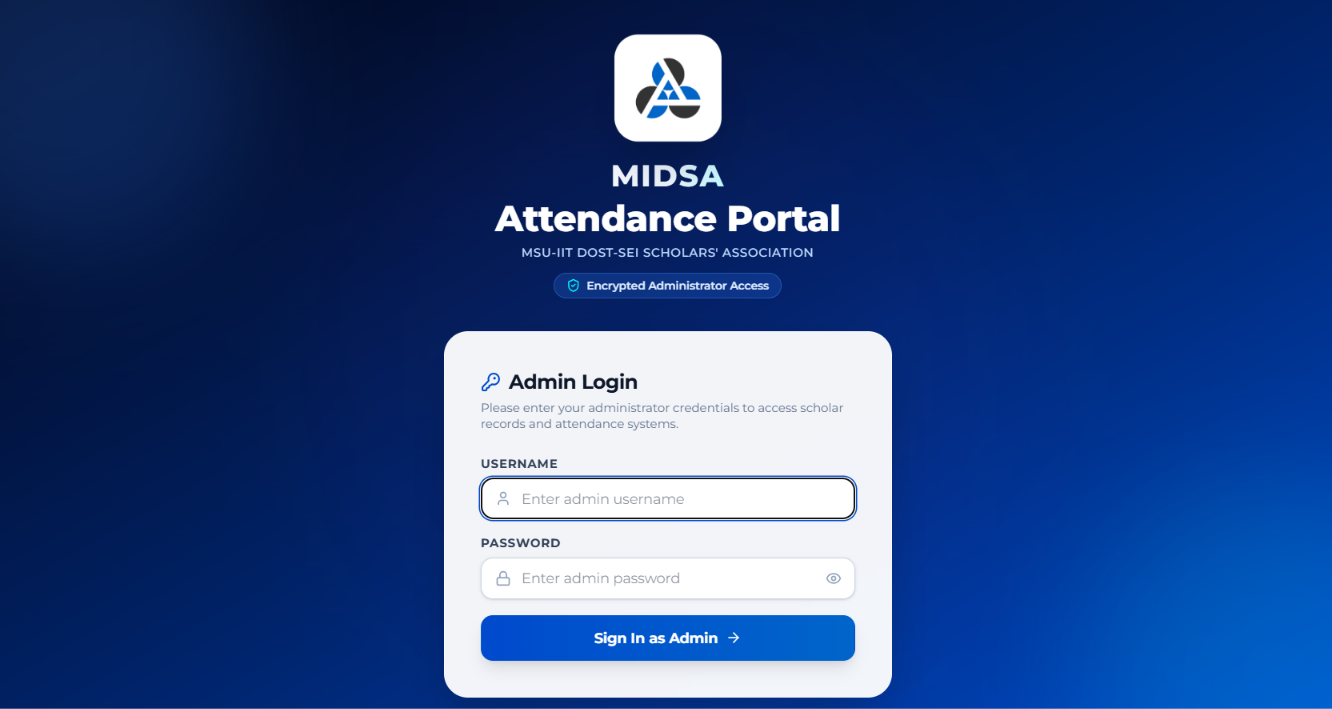 MIDSA
Attendance Portal
MSU-IIT DOST-SEI SCHOLARS' ASSOCIATION
Encrypted Administrator Access
Admin Login
Please enter your administrator credentials to access scholar
records and attendance systems.
USERNAME
Enter admin username
PASSWORD
Enter admin password
Sign In as Admin →